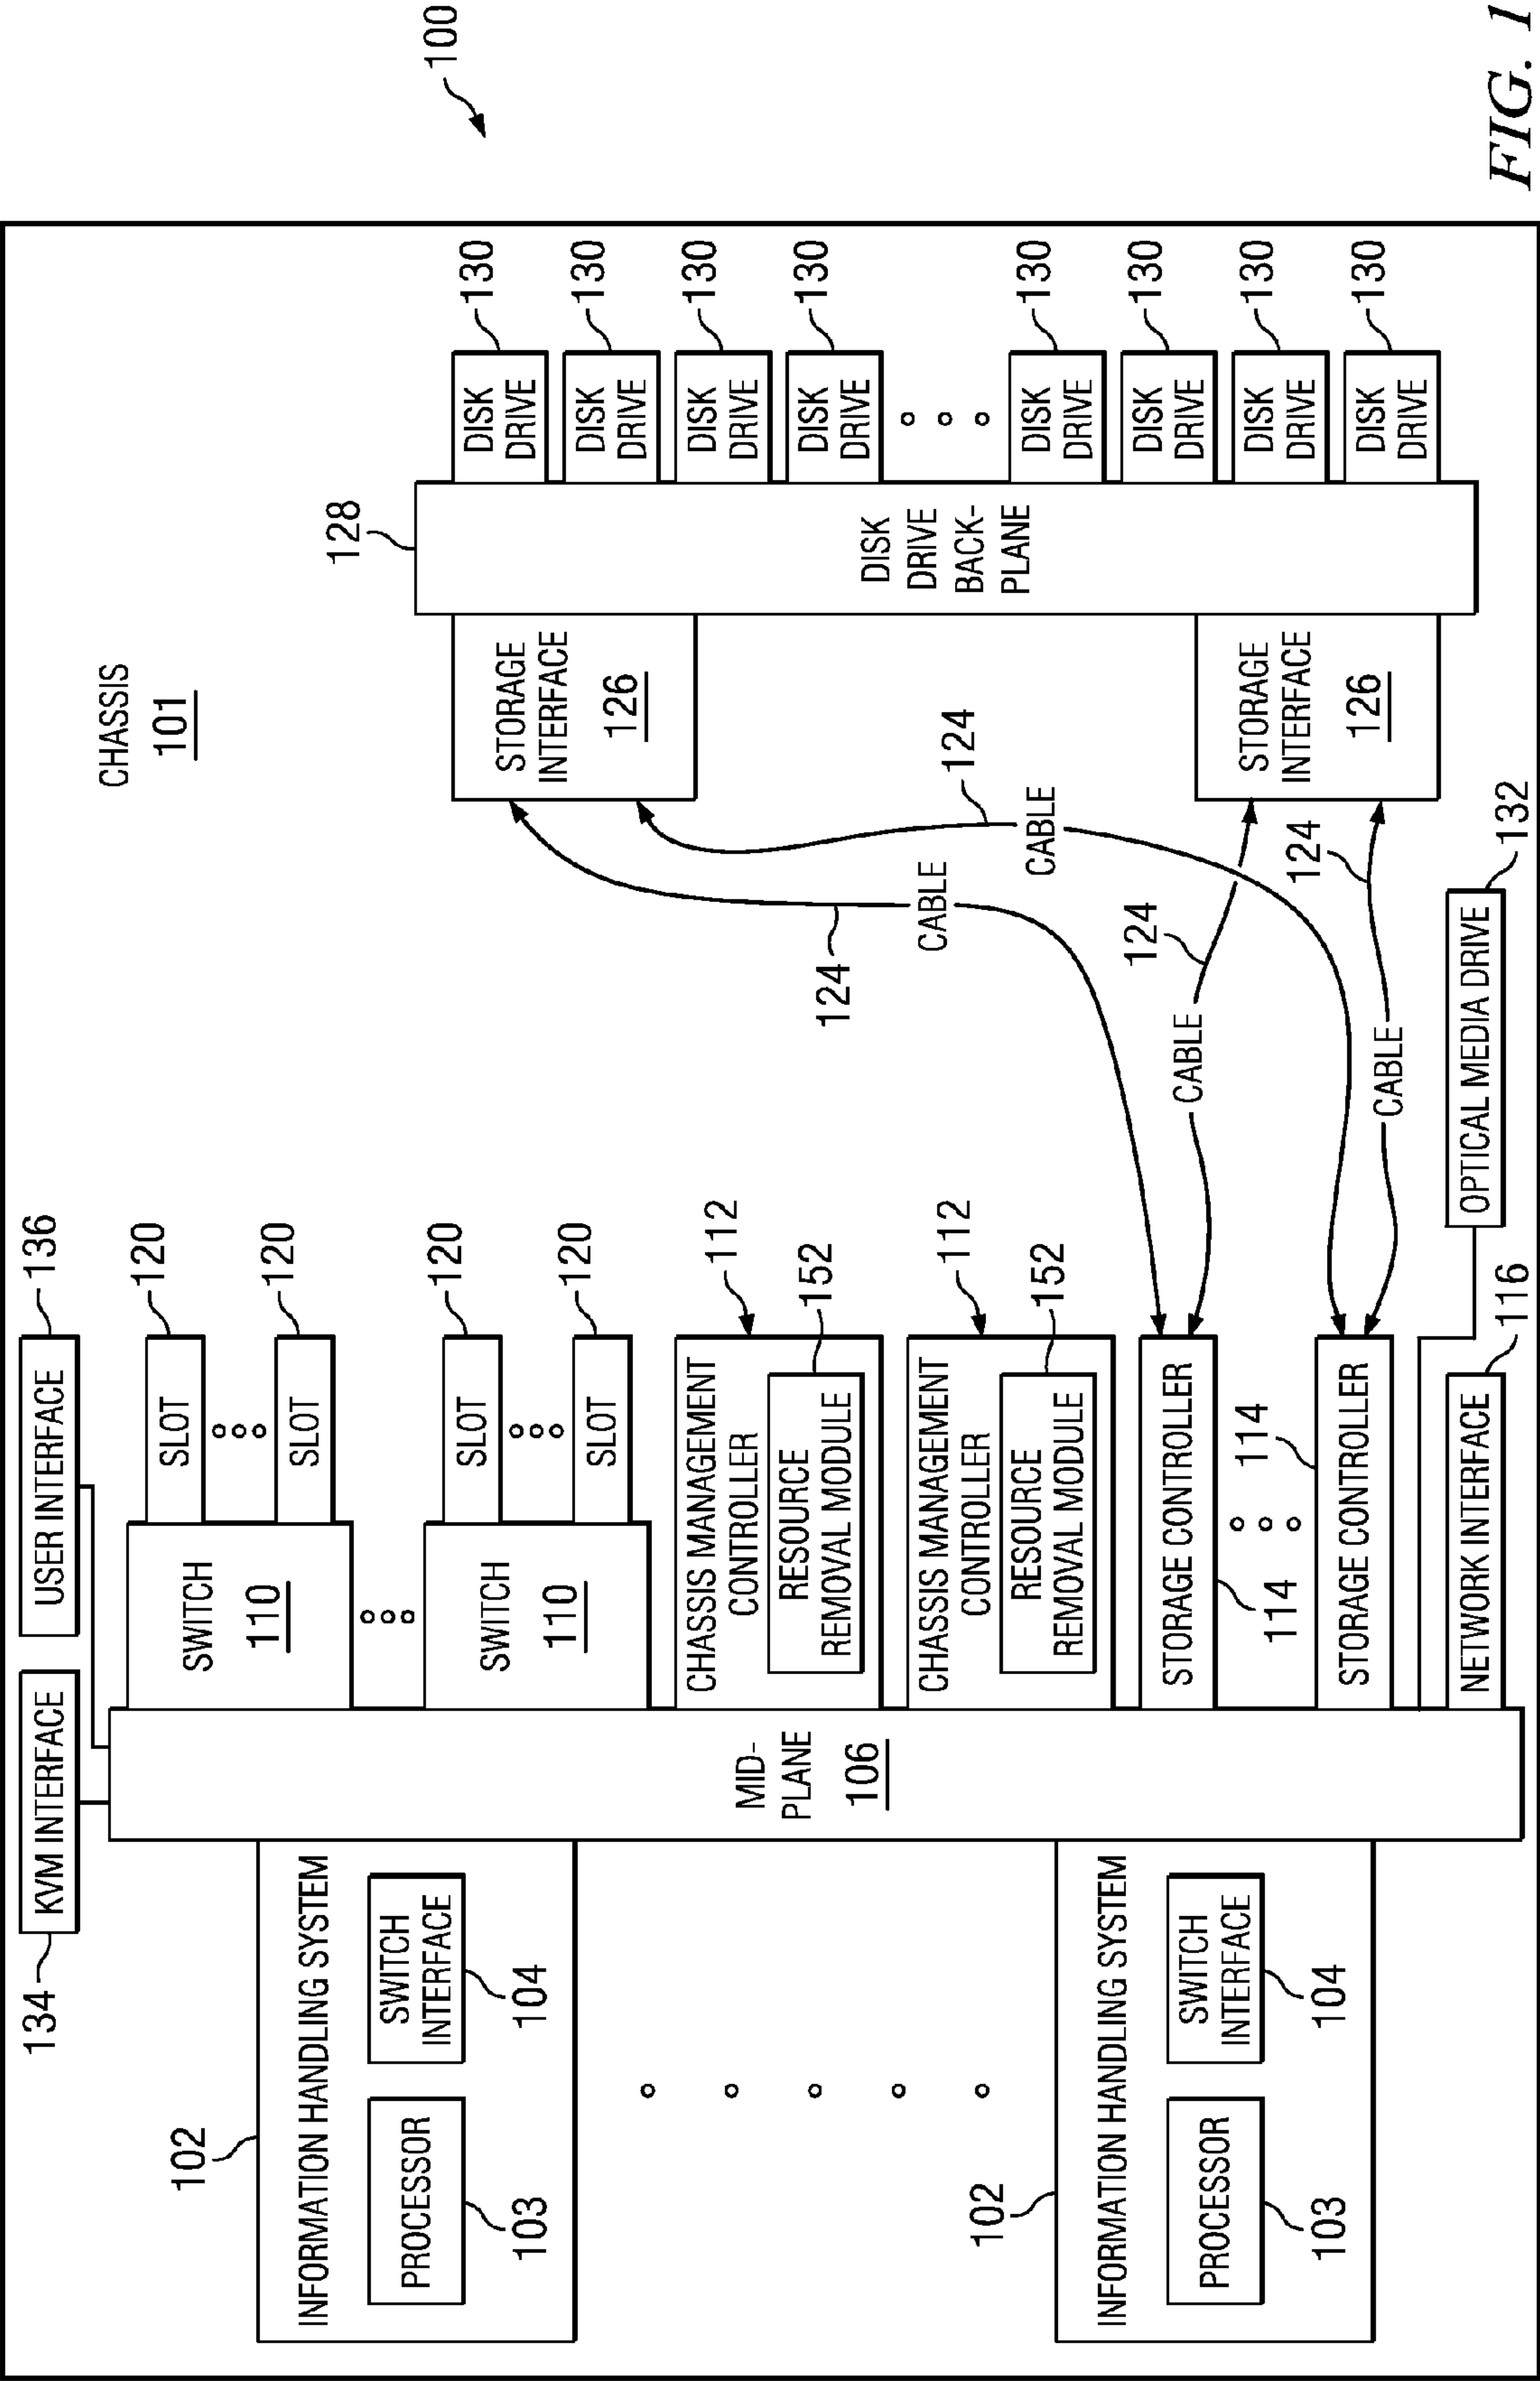 100
CHASSIS
101
134
KVM INTERFACE
USER INTERFACE
136
102
INFORMATION HANDLING SYSTEM
PROCESSOR
103
SWITCH
INTERFACE
104
102
INFORMATION HANDLING SYSTEM
PROCESSOR
103
SWITCH
INTERFACE
104
MID-
PLANE
106
SWITCH
110
SLOT
120
SLOT
120
SWITCH
110
SLOT
120
SLOT
120
CHASSIS MANAGEMENT
CONTROLLER
112
RESOURCE
REMOVAL MODULE
152
CHASSIS MANAGEMENT
CONTROLLER
112
RESOURCE
REMOVAL MODULE
152
STORAGE CONTROLLER
114
114
STORAGE CONTROLLER
NETWORK INTERFACE
116
OPTICAL MEDIA DRIVE
132
124
CABLE
CABLE
124
CABLE
124
CABLE
124
STORAGE
INTERFACE
126
STORAGE
INTERFACE
126
128
DISK
DRIVE
BACK-
PLANE
DISK
DRIVE
130
DISK
DRIVE
130
DISK
DRIVE
130
DISK
DRIVE
130
DISK
DRIVE
130
DISK
DRIVE
130
DISK
DRIVE
130
DISK
DRIVE
130
FIG. 1